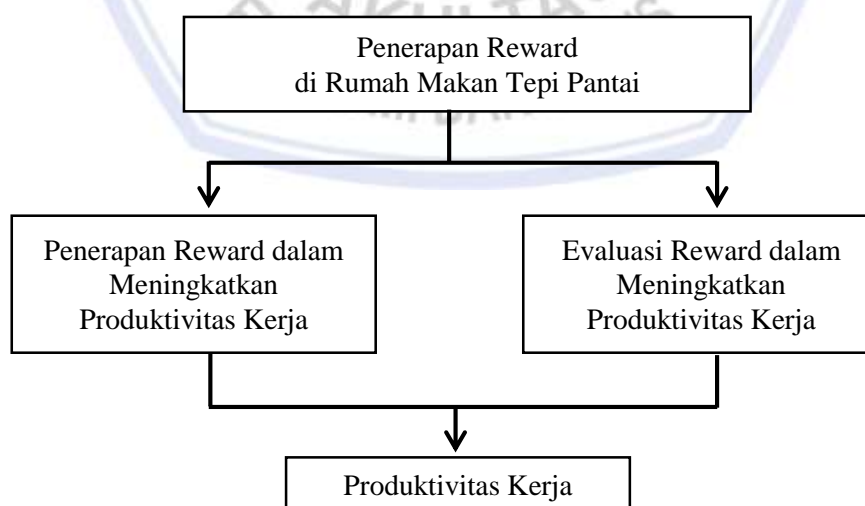 Penerapan Reward
di Rumah Makan Tepi Pantai
Penerapan Reward dalam
Meningkatkan
Produktivitas Kerja
Evaluasi Reward dalam
Meningkatkan
Produktivitas Kerja
Produktivitas Kerja